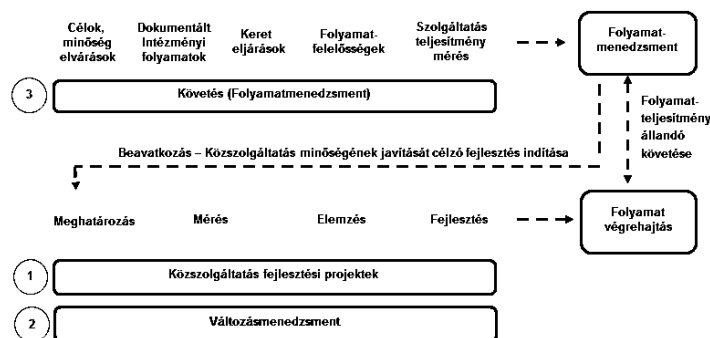 Célok,
minőség
elvárások
Dokumentált
Intézményi
folyamatok
Keret
eljárások
Folyamat-
felelősségek
Szolgáltatás
teljesítmény
mérés
Folyamat-
menedzsment
3
Követés (Folyamatmenedzsment)
Folyamat-
teljesítmény
állandó
követése
Beavatkozás – Közszolgáltatás minőségének javítását célzó fejlesztés indítása
Meghatározás
Mérés
Elemzés
Fejlesztés
Folyamat
végrehajtás
1
Közszolgáltatás fejlesztési projektek
2
Változásmenedzsment